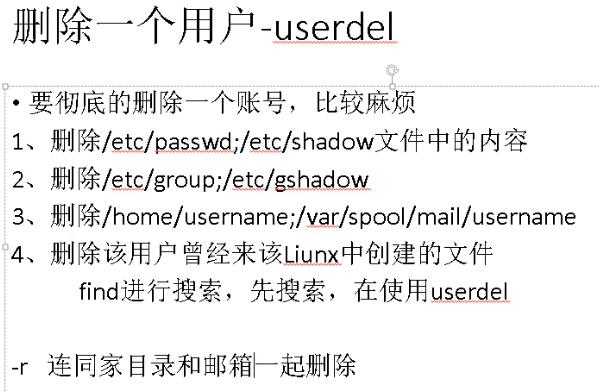 删除一个用户-userdel
• 要彻底的删除一个账号，比较麻烦
1、删除/etc/passwd;/etc/shadow文件中的内容
2、删除/etc/group;/etc/gshadow
3、删除/home/username;/var/spool/mail/username
4、删除该用户曾经来该Liunx中创建的文件
find进行搜索，先搜索，在使用userdel
-r 连同家目录和邮箱一起删除